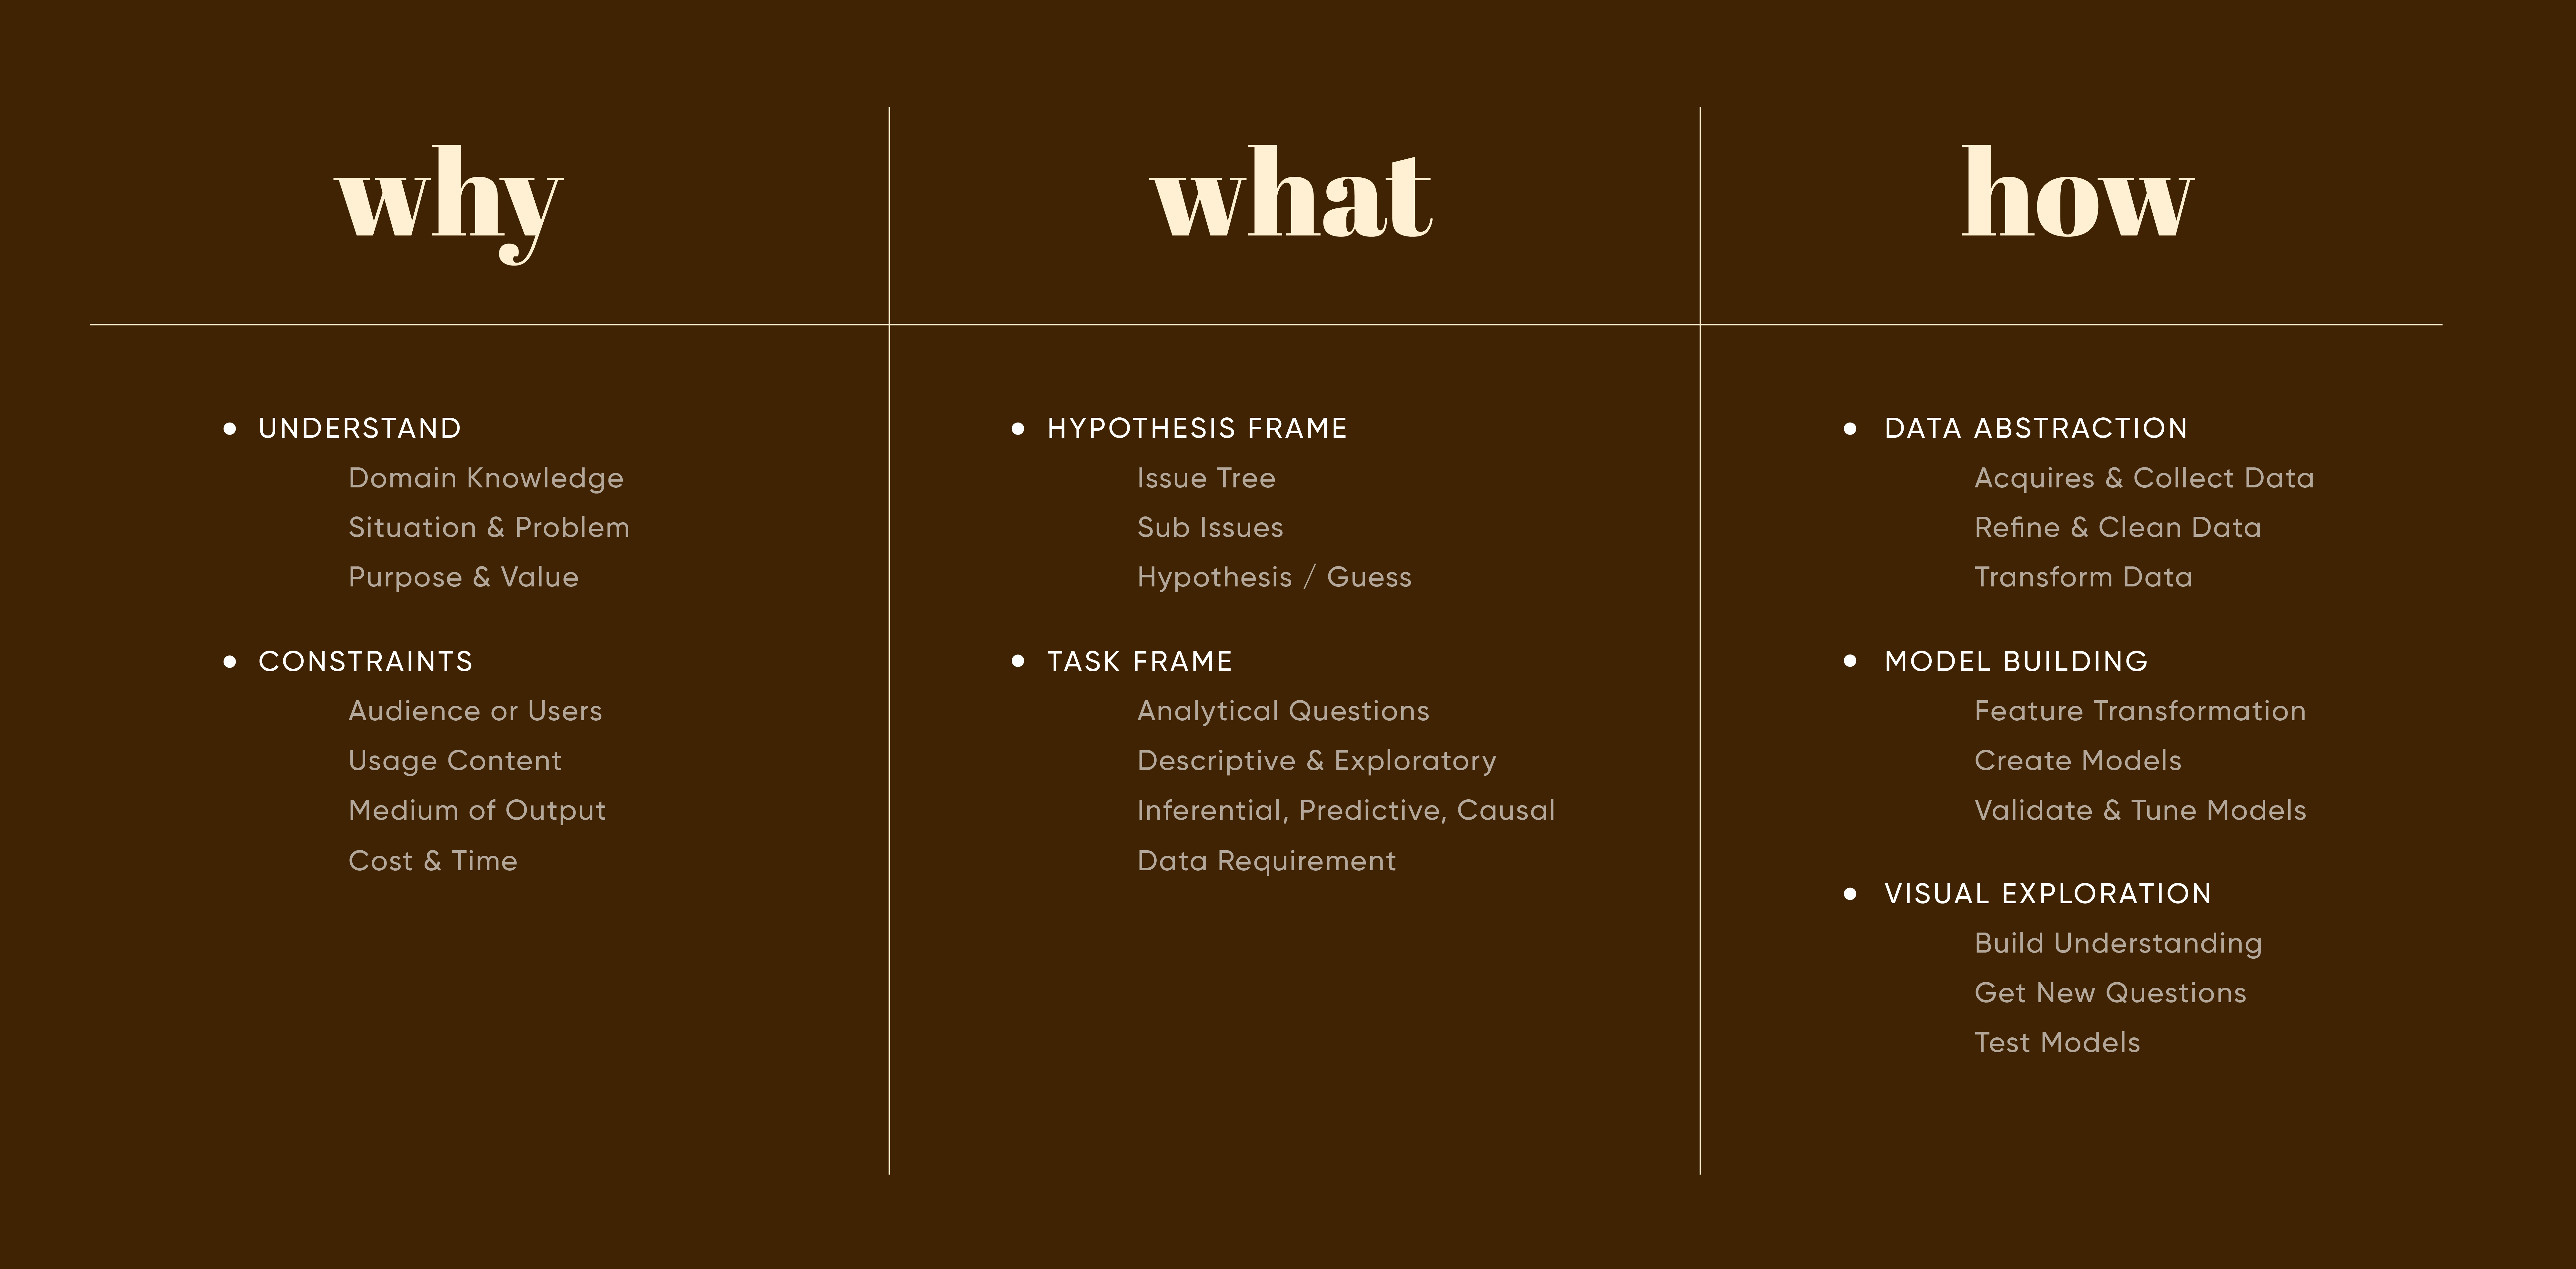 why
UNDERSTAND
Domain Knowledge
Situation & Problem
Purpose & Value
CONSTRAINTS
Audience or Users
Usage Content
Medium of Output
Cost & Time
what
HYPOTHESIS FRAME
Issue Tree
Sub Issues
Hypothesis / Guess
TASK FRAME
Analytical Questions
Descriptive & Exploratory
Inferential, Predictive, Causal
Data Requirement
how
DATA ABSTRACTION
Acquires & Collect Data
Refine & Clean Data
Transform Data
MODEL BUILDING
Feature Transformation
Create Models
Validate & Tune Models
VISUAL EXPLORATION
Build Understanding
Get New Questions
Test Models